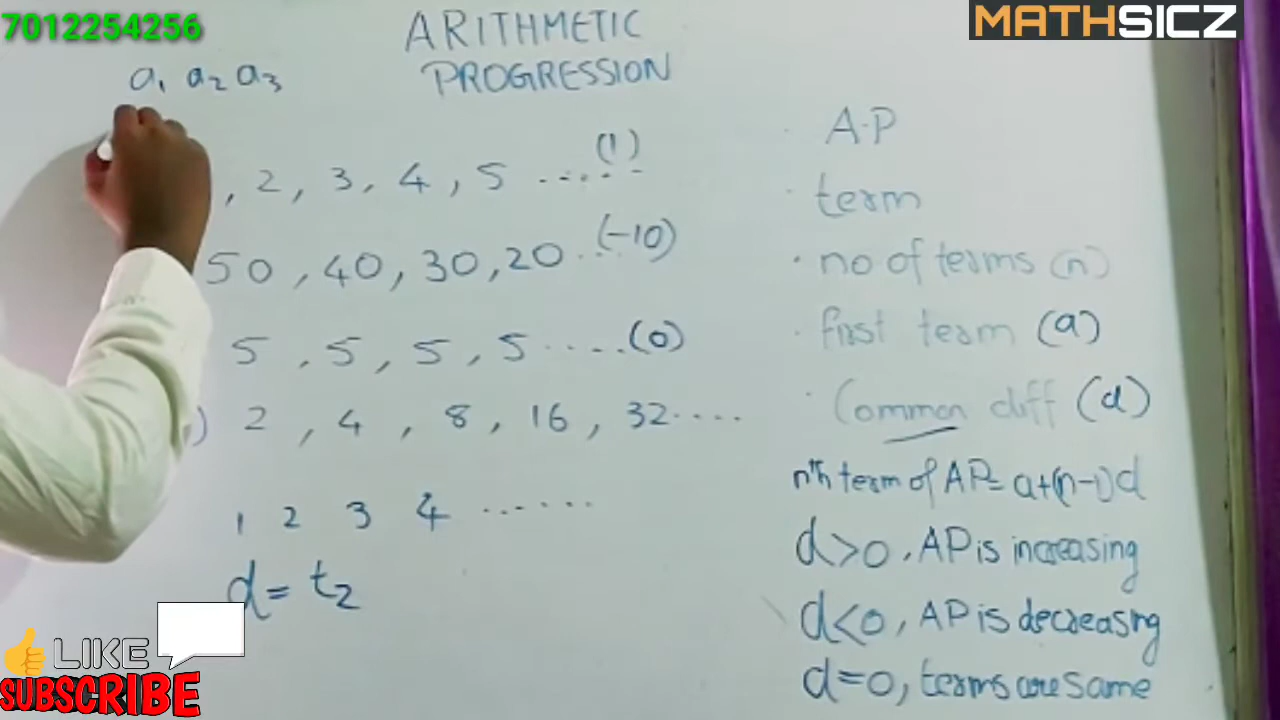 7012254256
MATHSICZ
ARITHMETIC
PROGRESSION
a₁ a₂ a₃
, 2, 3, 4, 5 ...... (1)
50, 40, 30, 20 ..... (-10)
5, 5, 5, 5 ..... (0)
) 2, 4, 8, 16, 32 ....
1 2 3 4 ......
d = t₂
· A.P
· term
· no of terms (n)
· first term (a)
· Common diff (d)
nᵗʰ term of AP = a+(n-1)d
d>0, AP is increasing
d<0, AP is decreasing
d=0, terms are same
LIKE
SUBSCRIBE